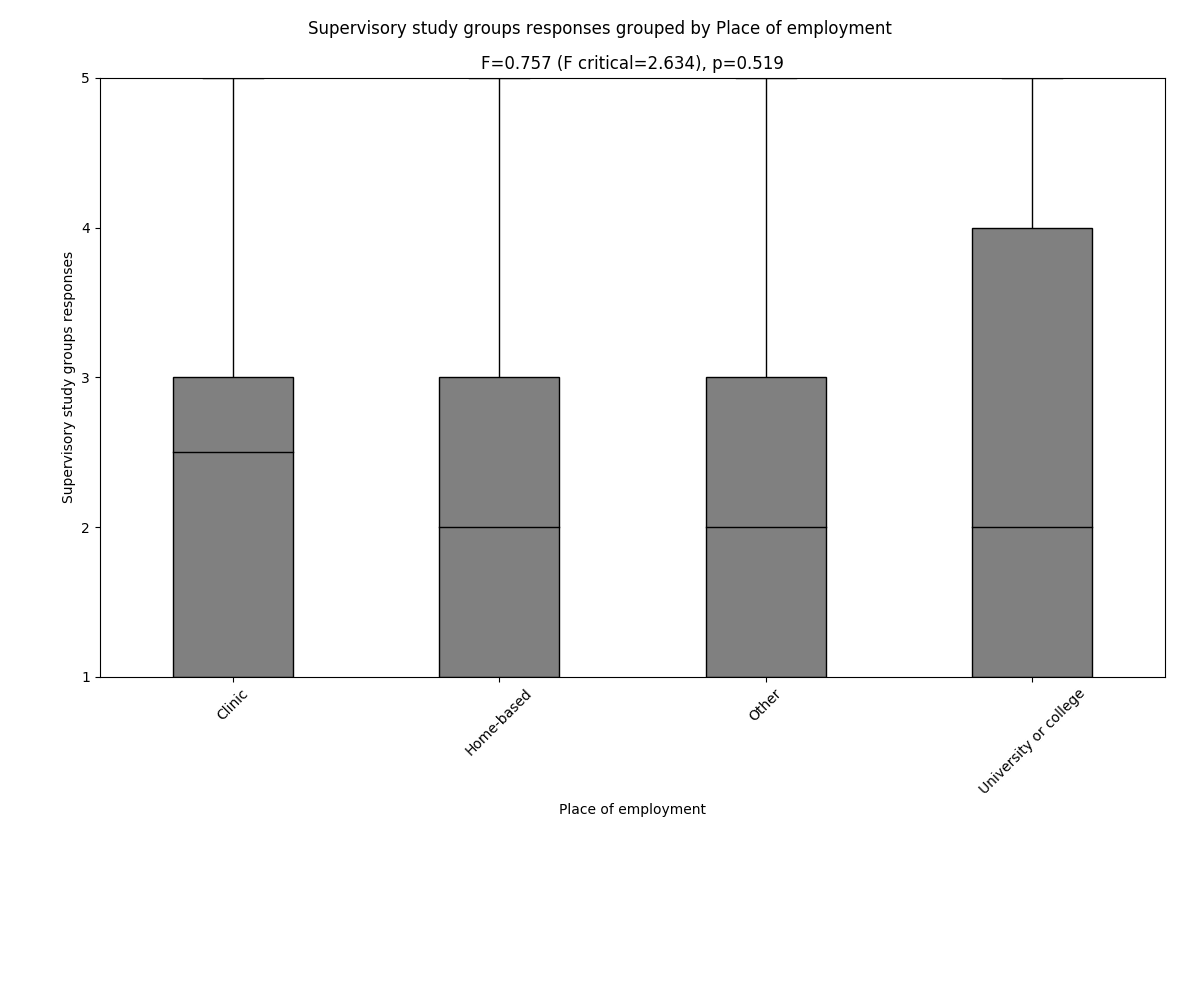 Supervisory study groups responses grouped by Place of employment
F=0.757 (F critical=2.634), p=0.519
5
4
3
2
1
Supervisory study groups responses
Clinic
Home-based
Other
University or college
Place of employment